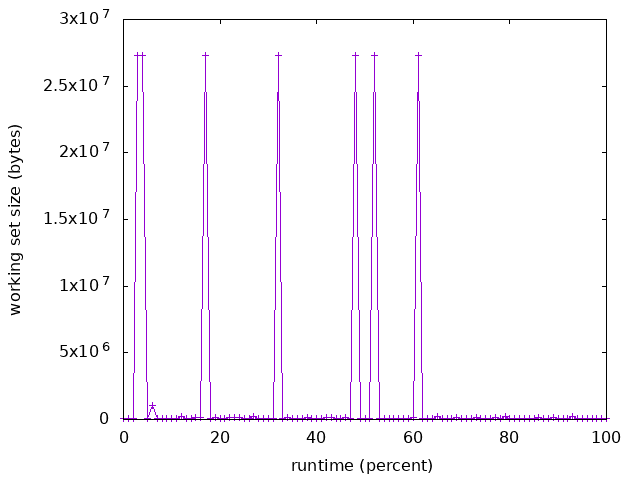 3x10^7
2.5x10^7
2x10^7
1.5x10^7
1x10^7
5x10^6
0
working set size (bytes)
0 20 40 60 80 100
runtime (percent)